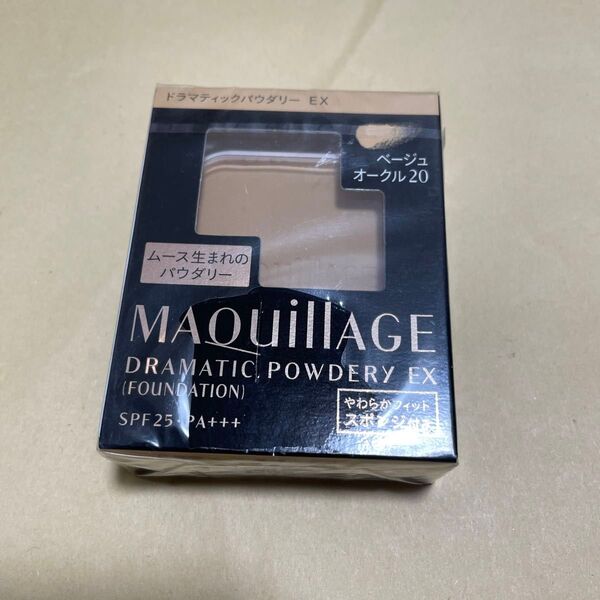 ドラマティックパウダリー EX
ベージュ
オークル20
ムース生まれの
パウダリー
MAQuillAGE
DRAMATIC POWDERY EX
(FOUNDATION)
SPF25・PA+++
やわらかフィット
スポンジ付き